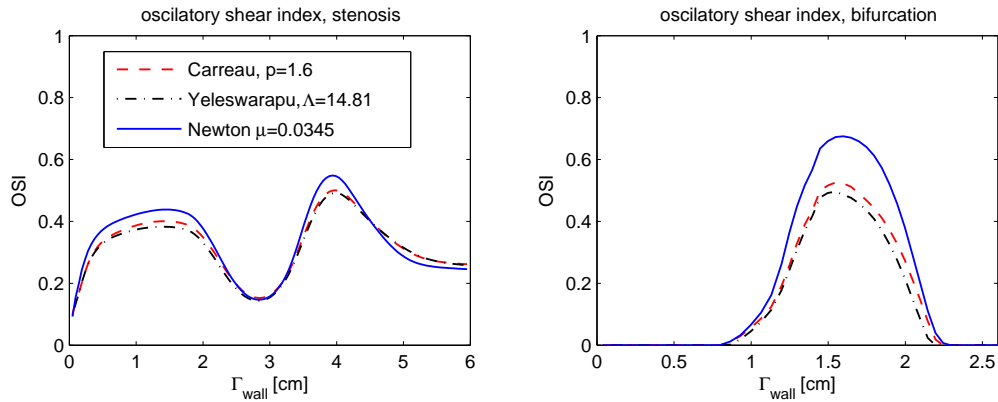 oscilatory shear index, stenosis
1
0.8
0.6
0.4
0.2
0
OSI
Carreau, p=1.6
Yeleswarapu, Λ=14.81
Newton μ=0.0345
0 1 2 3 4 5 6
Γwall [cm]
oscilatory shear index, bifurcation
1
0.8
0.6
0.4
0.2
0
OSI
0 0.5 1 1.5 2 2.5
Γwall [cm]